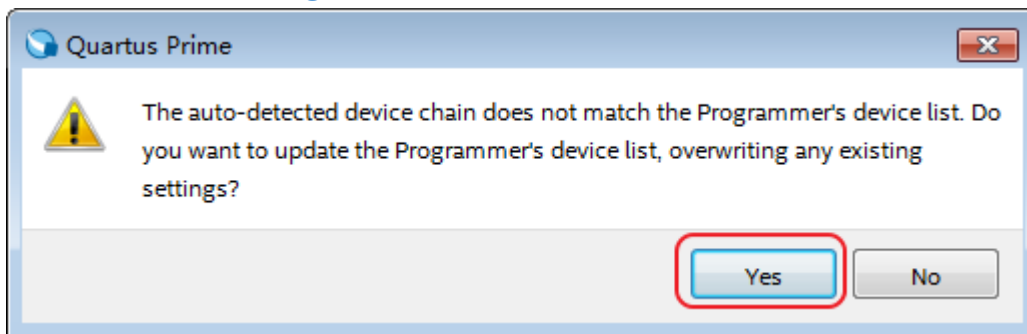 Quartus Prime
The auto-detected device chain does not match the Programmer's device list. Do
you want to update the Programmer's device list, overwriting any existing
settings?
Yes
No